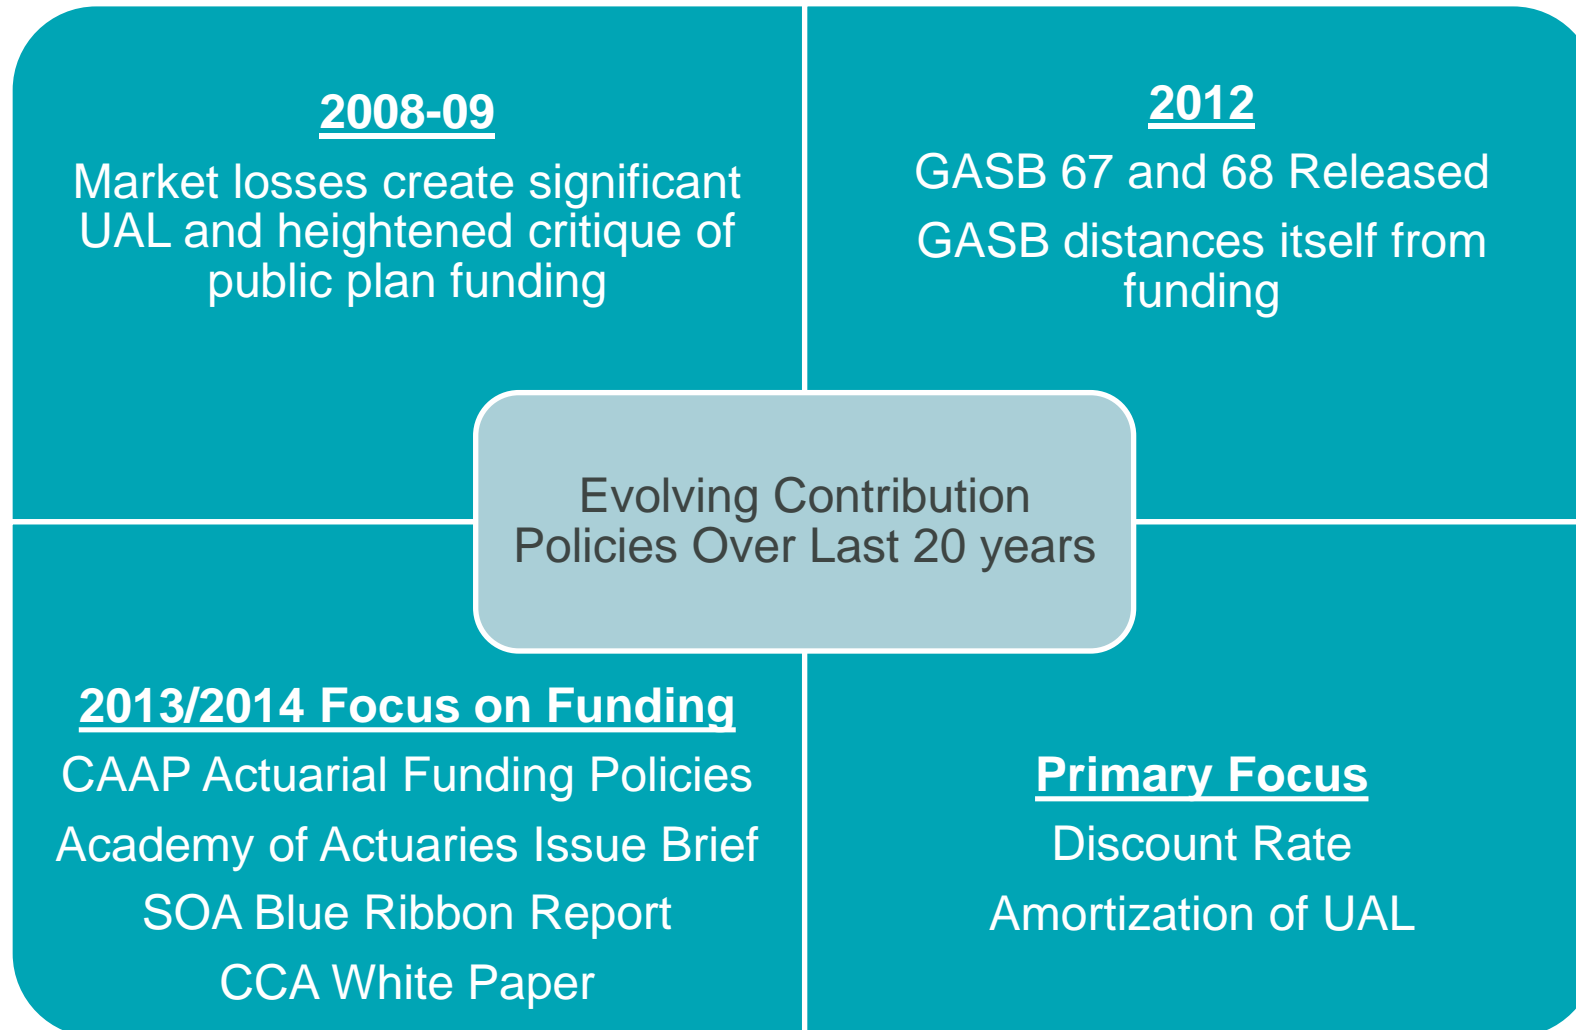 2008-09
Market losses create significant
UAL and heightened critique of
public plan funding
2012
GASB 67 and 68 Released
GASB distances itself from
funding
Evolving Contribution
Policies Over Last 20 years
2013/2014 Focus on Funding
CAAP Actuarial Funding Policies
Academy of Actuaries Issue Brief
SOA Blue Ribbon Report
CCA White Paper
Primary Focus
Discount Rate
Amortization of UAL